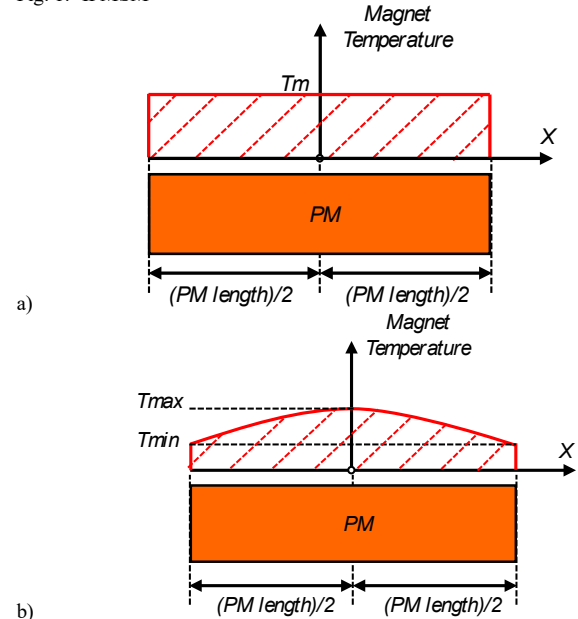 Magnet
Temperature
Tm
X
PM
(PM length)/2 (PM length)/2
a)
Magnet
Temperature
Tmax
Tmin
X
PM
(PM length)/2 (PM length)/2
b)